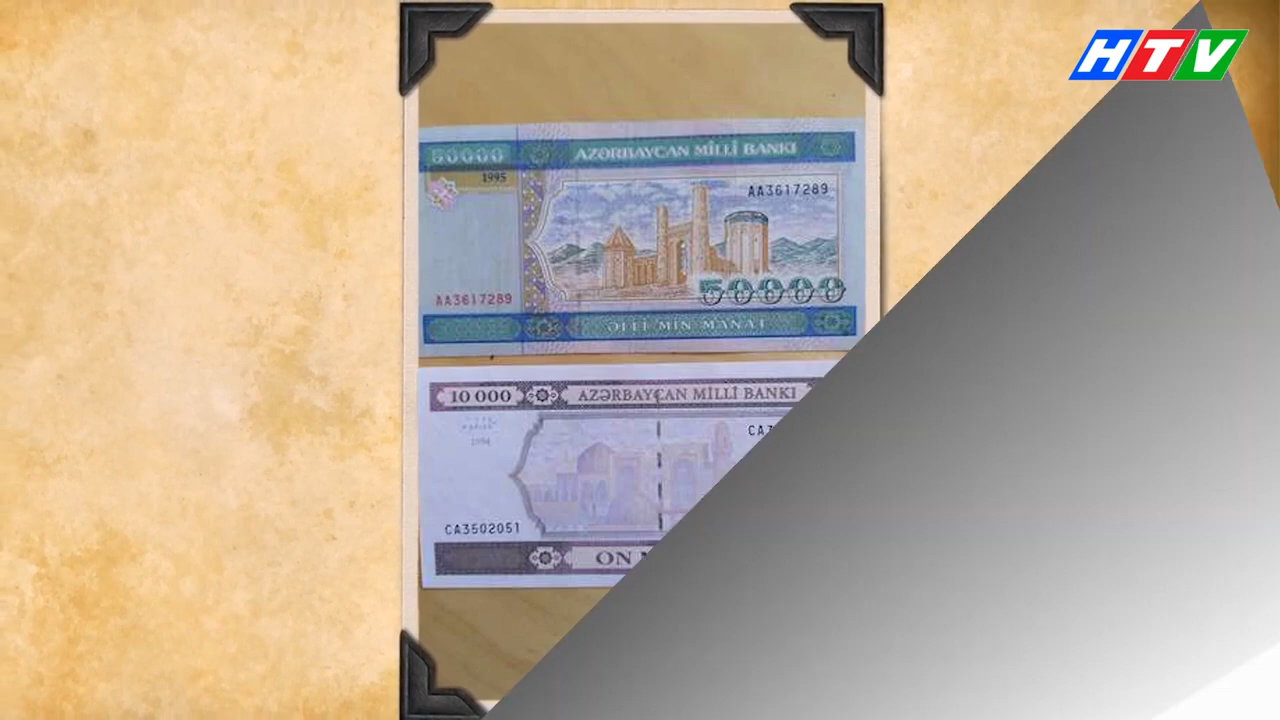 HTV
50000
AZƏRBAYCAN MİLLİ BANKI
1995
AA3617289
50000
AA3617289
ƏLLİ MİN MANAT
10 000
AZƏRBAYCAN MİLLİ BANKI
1994
CA3
CA3502051
ON